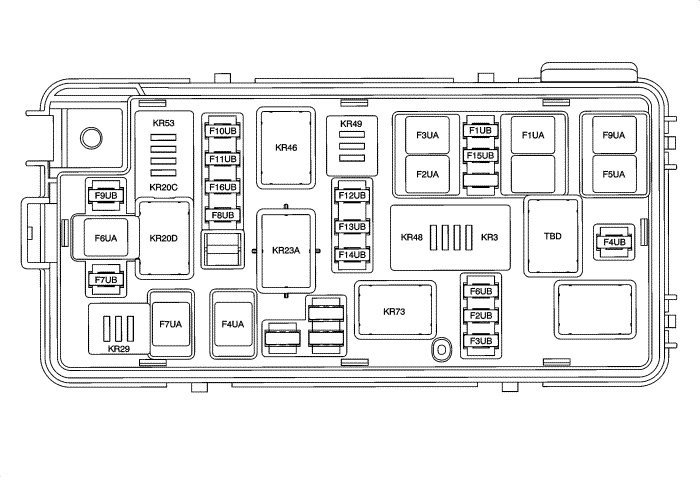 KR53
F10UB
F11UB
F16UB
F8UB
KR46
KR49
F3UA
F1UB
F1UA
F9UA
F15UB
F2UA
F5UA
KR20C
F9UB
F12UB
F13UB
F14UB
F6UA
KR20D
KR23A
KR48
KR3
TBD
F4UB
F7UB
F6UB
F2UB
F3UB
KR73
F7UA
F4UA
KR29